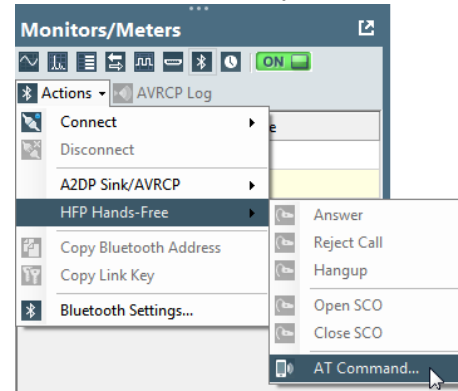 Monitors/Meters
ON
Actions AVRCP Log
Connect
e
Disconnect
A2DP Sink/AVRCP
HFP Hands-Free
Answer
Reject Call
Copy Bluetooth Address
Hangup
Copy Link Key
Open SCO
Bluetooth Settings...
Close SCO
AT Command...